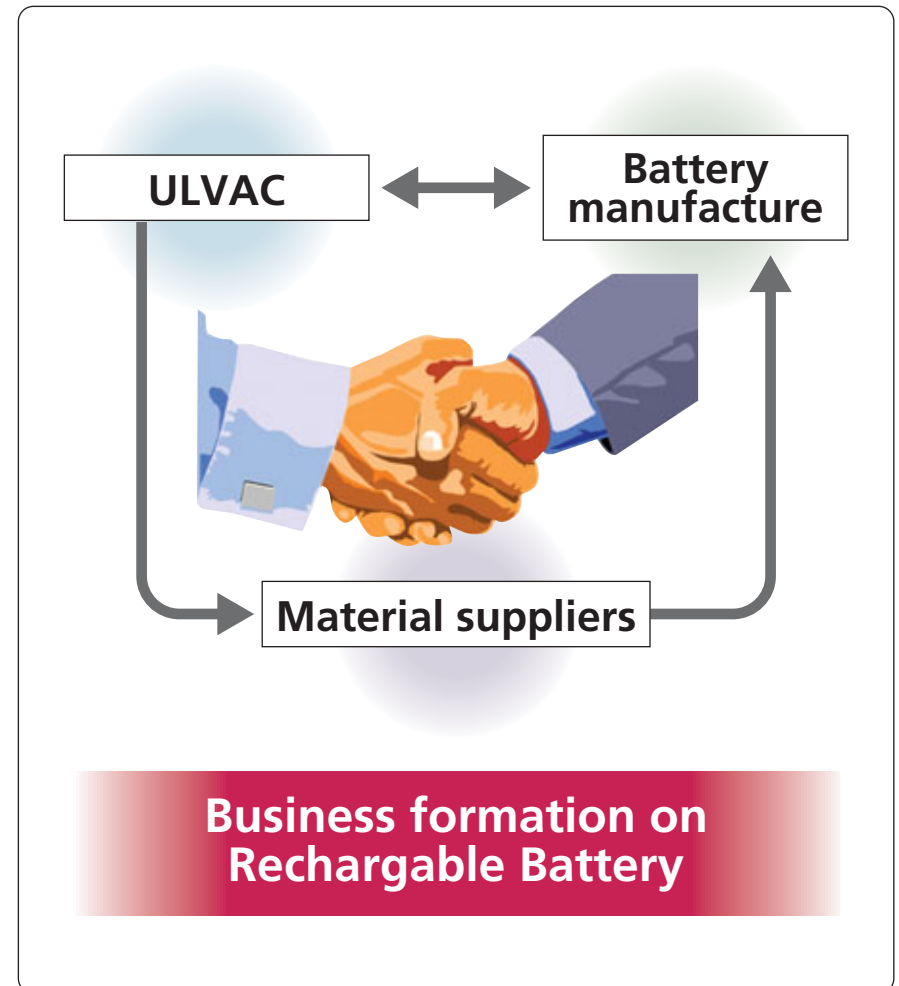 ULVAC
Battery
manufacture
Material suppliers
Business formation on
Rechargable Battery